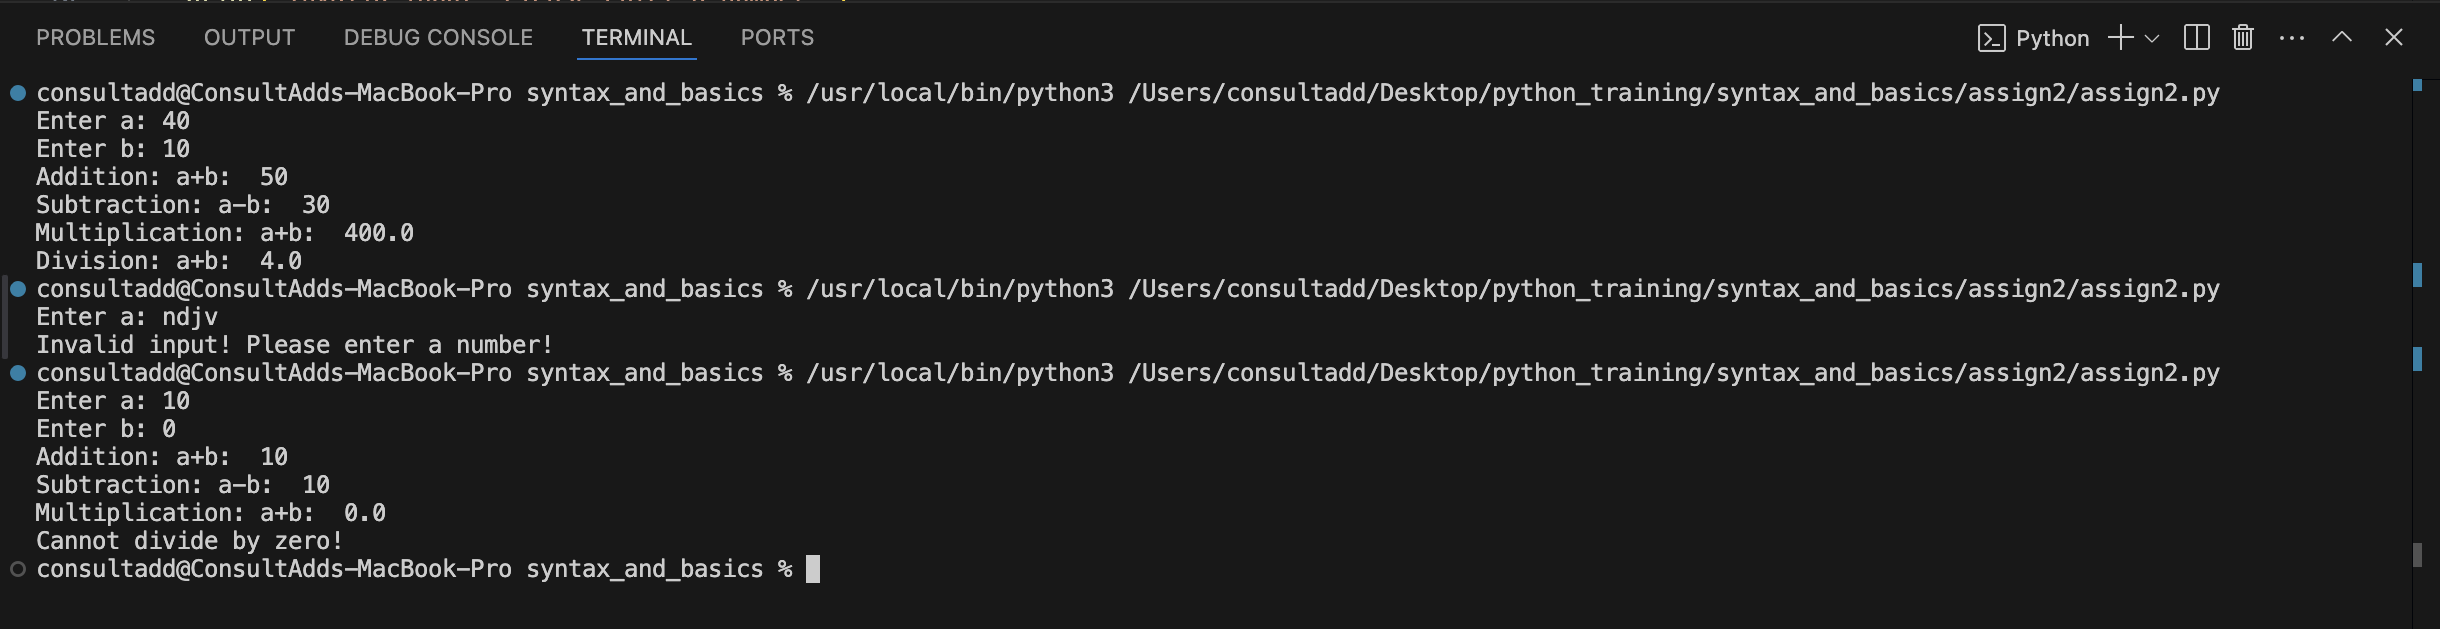 PROBLEMS OUTPUT DEBUG CONSOLE TERMINAL PORTS Python
consultadd@ConsultAdds-MacBook-Pro syntax_and_basics % /usr/local/bin/python3 /Users/consultadd/Desktop/python_training/syntax_and_basics/assign2/assign2.py
Enter a: 40
Enter b: 10
Addition: a+b:  50
Subtraction: a-b:  30
Multiplication: a+b:  400.0
Division: a+b:  4.0
consultadd@ConsultAdds-MacBook-Pro syntax_and_basics % /usr/local/bin/python3 /Users/consultadd/Desktop/python_training/syntax_and_basics/assign2/assign2.py
Enter a: ndjv
Invalid input! Please enter a number!
consultadd@ConsultAdds-MacBook-Pro syntax_and_basics % /usr/local/bin/python3 /Users/consultadd/Desktop/python_training/syntax_and_basics/assign2/assign2.py
Enter a: 10
Enter b: 0
Addition: a+b:  10
Subtraction: a-b:  10
Multiplication: a+b:  0.0
Cannot divide by zero!
consultadd@ConsultAdds-MacBook-Pro syntax_and_basics %